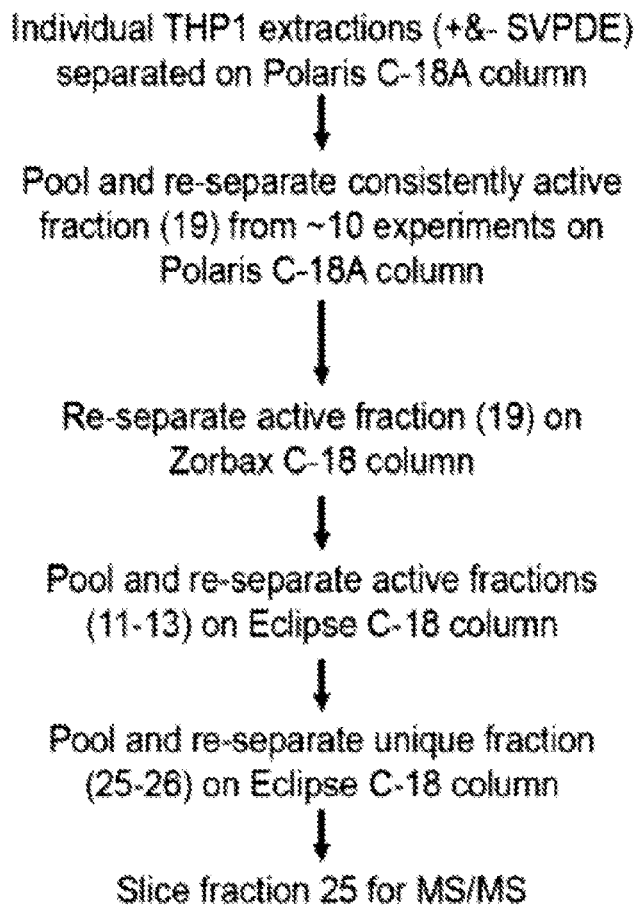 Individual THP1 extractions (+&- SVPDE)
separated on Polaris C-18A column
Pool and re-separate consistently active
fraction (19) from ~10 experiments on
Polaris C-18A column
Re-separate active fraction (19) on
Zorbax C-18 column
Pool and re-separate active fractions
(11-13) on Eclipse C-18 column
Pool and re-separate unique fraction
(25-26) on Eclipse C-18 column
Slice fraction 25 for MS/MS